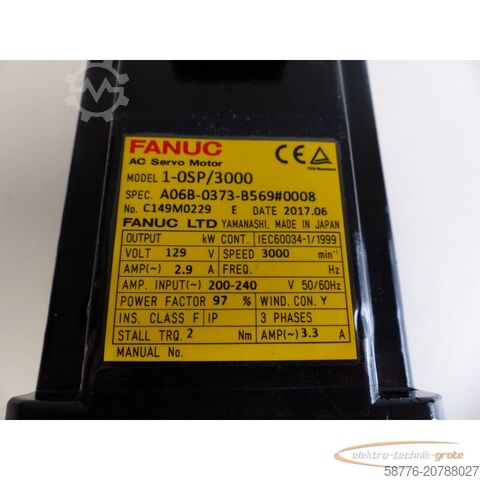 FANUC
AC Servo Motor
MODEL 1-0SP/3000
SPEC. A06B-0373-B569#0008
No. C149M0229 E DATE 2017.06
FANUC LTD YAMANASHI, MADE IN JAPAN
OUTPUT kW CONT. IEC60034-1/1999
VOLT 129 V SPEED 3000 min⁻¹
AMP(~) 2.9 A FREQ. Hz
AMP. INPUT(~) 200-240 V 50/60Hz
POWER FACTOR 97 % WIND. CON. Y
INS. CLASS F IP 3 PHASES
STALL TRQ. 2 Nm AMP(~) 3.3 A
MANUAL No.
elektro-technik-grote
58776-20788027